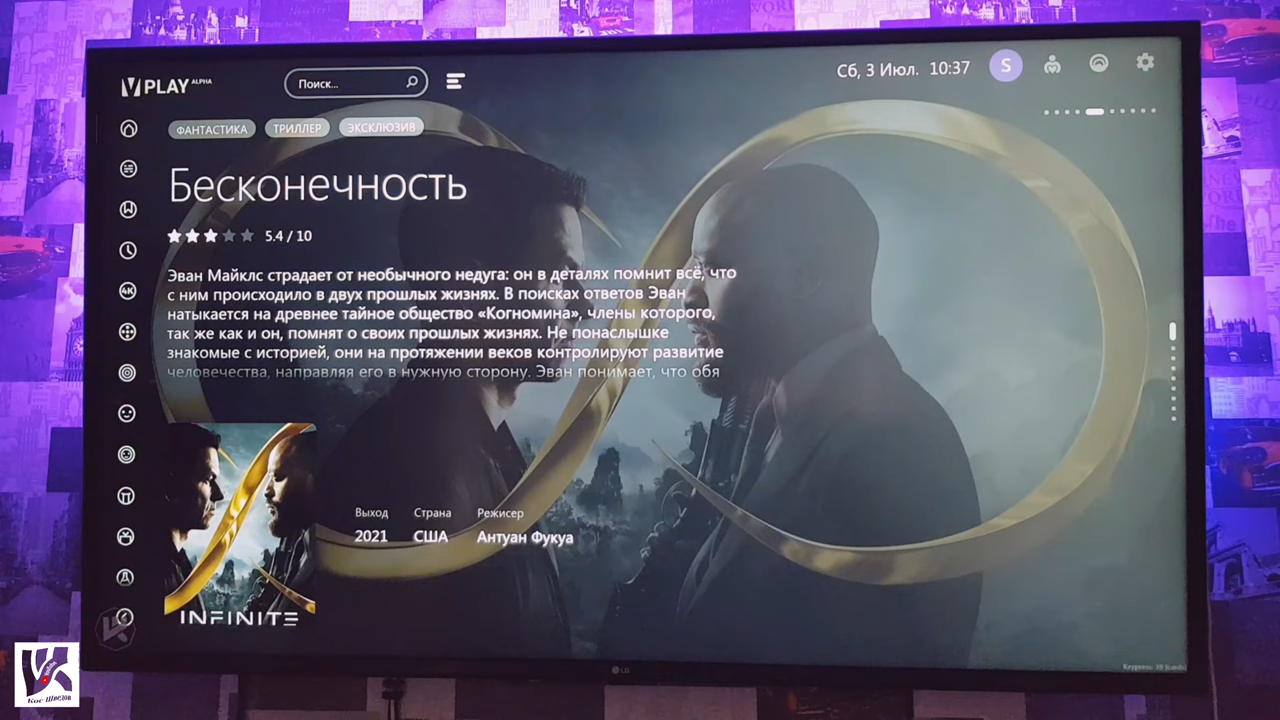 VPLAY ALPHA
Поиск...
Сб, 3 Июл. 10:37
S
ФАНТАСТИКА ТРИЛЛЕР ЭКСКЛЮЗИВ
Бесконечность
5.4 / 10
4K
Эван Майклс страдает от необычного недуга: он в деталях помнит всё, что
с ним происходило в двух прошлых жизнях. В поисках ответов Эван
натыкается на древнее тайное общество «Когномина», члены которого,
так же как и он, помнят о своих прошлых жизнях. Не понаслышке
знакомые с историей, они на протяжении веков контролируют развитие
человечества, направляя его в нужную сторону. Эван понимает, что обя
Выход Страна Режисер
2021 США Антуан Фукуа
INFINITE
LG
Кос Шведов